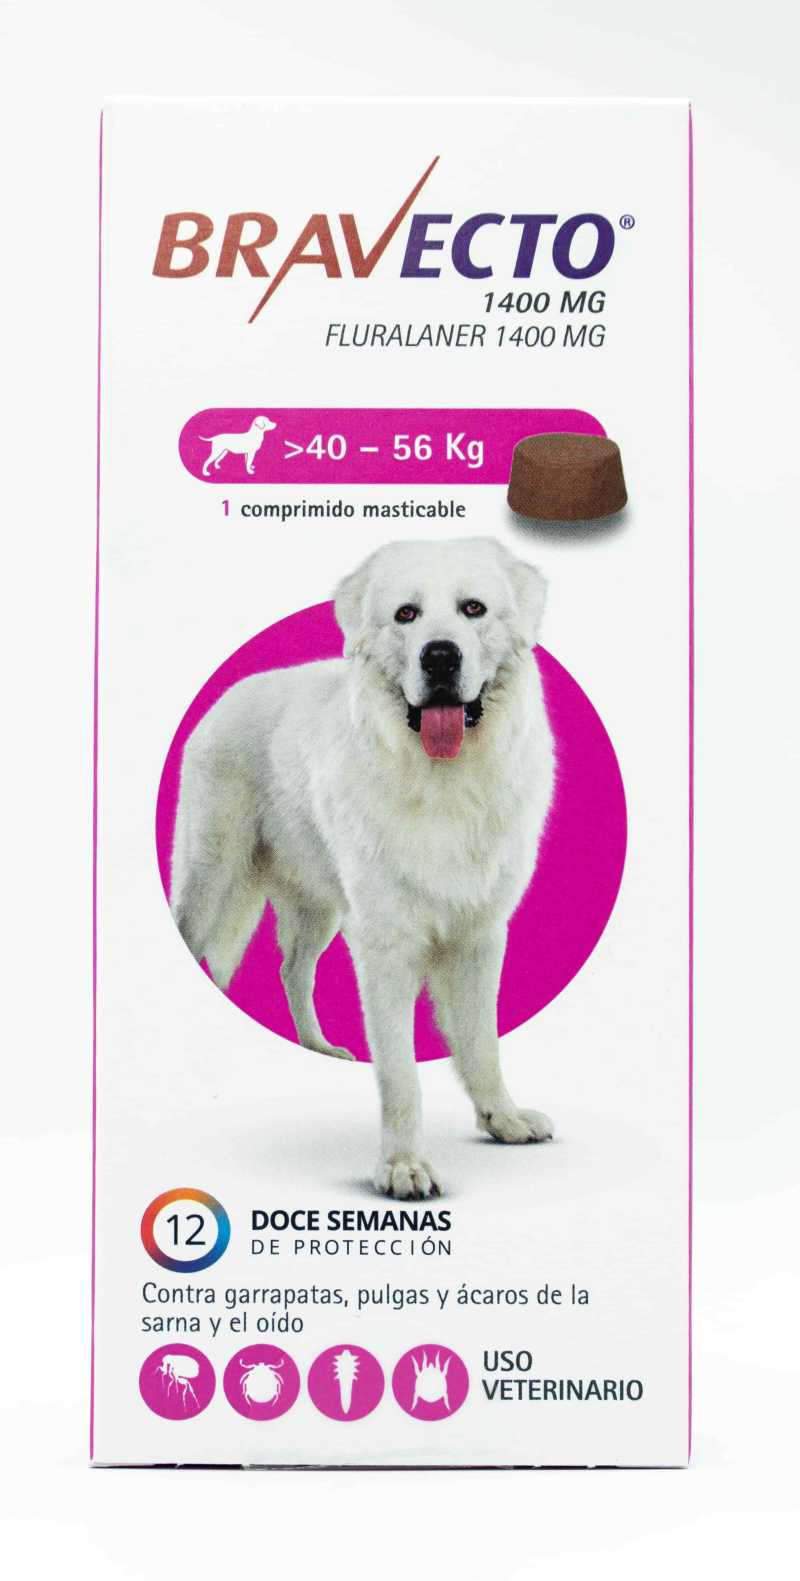 BRAVECTO®
1400 MG
FLURALANER 1400 MG
>40 – 56 Kg
1 comprimido masticable
12
DOCE SEMANAS
DE PROTECCIÓN
Contra garrapatas, pulgas y ácaros de la
sarna y el oído
USO
VETERINARIO